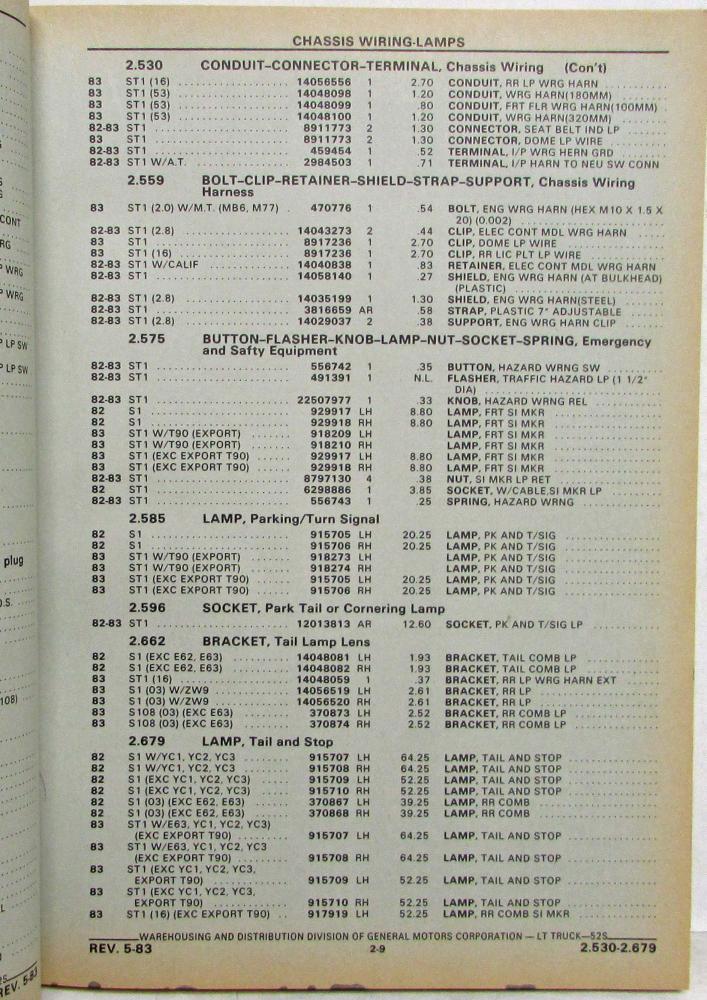 CHASSIS WIRING-LAMPS
2.530 CONDUIT-CONNECTOR-TERMINAL, Chassis Wiring (Con't)
83 ST1 (16) 14056556 1 2.70 CONDUIT, RR LP WRG HARN
83 ST1 (53) 14048098 1 1.20 CONDUIT, WRG HARN(180MM)
83 ST1 (53) 14048099 1 .80 CONDUIT, FRT FLR WRG HARN(100MM)
83 ST1 (53) 14048100 1 1.20 CONDUIT, WRG HARN(320MM)
82-83 ST1 8911773 2 1.30 CONNECTOR, SEAT BELT IND LP
83 ST1 8911773 2 1.30 CONNECTOR, DOME LP WIRE
82-83 ST1 459454 1 .52 TERMINAL, I/P WRG HERN GRD
82-83 ST1 W/A.T. 2984503 1 .71 TERMINAL, I/P HARN TO NEU SW CONN
2.559 BOLT-CLIP-RETAINER-SHIELD-STRAP-SUPPORT, Chassis Wiring
Harness
83 ST1 (2.0) W/M.T. (MB6, M77) 470776 1 .54 BOLT, ENG WRG HARN (HEX M10 X 1.5 X
20) (0.002)
82-83 ST1 (2.8) 14043273 2 .44 CLIP, ELEC CONT MDL WRG HARN
83 ST1 8917236 1 2.70 CLIP, DOME LP WIRE
83 ST1 (16) 8917236 1 2.70 CLIP, RR LIC PLT LP WIRE
82-83 ST1 W/CALIF 14040838 1 .83 RETAINER, ELEC CONT MDL WRG HARN
82-83 ST1 14058140 1 .27 SHIELD, ENG WRG HARN (AT BULKHEAD)
(PLASTIC)
82-83 ST1 (2.8) 14035199 1 1.30 SHIELD, ENG WRG HARN(STEEL)
82-83 ST1 3816659 AR .58 STRAP, PLASTIC 7" ADJUSTABLE
82-83 ST1 (2.8) 14029037 2 .38 SUPPORT, ENG WRG HARN CLIP
2.575 BUTTON-FLASHER-KNOB-LAMP-NUT-SOCKET-SPRING, Emergency
and Safty Equipment
82-83 ST1 556742 1 .35 BUTTON, HAZARD WRNG SW
82-83 ST1 491391 1 N.L. FLASHER, TRAFFIC HAZARD LP (1 1/2"
DIA)
82-83 ST1 22507977 1 .33 KNOB, HAZARD WRNG REL
82 S1 929917 LH 8.80 LAMP, FRT SI MKR
82 S1 929918 RH 8.80 LAMP, FRT SI MKR
83 ST1 W/T90 (EXPORT) 918209 LH LAMP, FRT SI MKR
83 ST1 W/T90 (EXPORT) 918210 RH LAMP, FRT SI MKR
83 ST1 (EXC EXPORT T90) 929917 LH 8.80 LAMP, FRT SI MKR
83 ST1 (EXC EXPORT T90) 929918 RH 8.80 LAMP, FRT SI MKR
82-83 ST1 8797130 4 .38 NUT, SI MKR LP RET
82 ST1 6298886 1 3.85 SOCKET, W/CABLE,SI MKR LP
82-83 ST1 556743 1 .25 SPRING, HAZARD WRNG
2.585 LAMP, Parking/Turn Signal
82 S1 915705 LH 20.25 LAMP, PK AND T/SIG
82 S1 915706 RH 20.25 LAMP, PK AND T/SIG
83 ST1 W/T90 (EXPORT) 918273 LH LAMP, PK AND T/SIG
83 ST1 W/T90 (EXPORT) 918274 RH LAMP, PK AND T/SIG
83 ST1 (EXC EXPORT T90) 915705 LH 20.25 LAMP, PK AND T/SIG
83 ST1 (EXC EXPORT T90) 915706 RH 20.25 LAMP, PK AND T/SIG
2.596 SOCKET, Park Tail or Cornering Lamp
82-83 ST1 12013813 AR 12.60 SOCKET, PK AND T/SIG LP
2.662 BRACKET, Tail Lamp Lens
82 S1 (EXC E62, E63) 14048081 LH 1.93 BRACKET, TAIL COMB LP
82 S1 (EXC E62, E63) 14048082 RH 1.93 BRACKET, TAIL COMB LP
83 ST1 (16) 14048059 1 .37 BRACKET, RR LP WRG HARN EXT
83 S1 (03) W/ZW9 14056519 LH 2.61 BRACKET, RR LP
83 S1 (03) W/ZW9 14056520 RH 2.61 BRACKET, RR LP
83 S108 (03) (EXC E63) 370873 LH 2.52 BRACKET, RR COMB LP
83 S108 (03) (EXC E63) 370874 RH 2.52 BRACKET, RR COMB LP
2.679 LAMP, Tail and Stop
82 S1 W/YC1, YC2, YC3 915707 LH 64.25 LAMP, TAIL AND STOP
82 S1 W/YC1, YC2, YC3 915708 RH 64.25 LAMP, TAIL AND STOP
82 S1 (EXC YC1, YC2, YC3) 915709 LH 52.25 LAMP, TAIL AND STOP
82 S1 (EXC YC1, YC2, YC3) 915710 RH 52.25 LAMP, TAIL AND STOP
82 S1 (03) (EXC E62, E63) 370867 LH 39.25 LAMP, RR COMB
82 S1 (03) (EXC E62, E63) 370868 RH 39.25 LAMP, RR COMB
83 ST1 W/E63, YC1, YC2, YC3)
(EXC EXPORT T90) 915707 LH 64.25 LAMP, TAIL AND STOP
83 ST1 W/E63, YC1, YC2, YC3
(EXC EXPORT T90) 915708 RH 64.25 LAMP, TAIL AND STOP
83 ST1 (EXC YC1, YC2, YC3,
EXPORT T90) 915709 LH 52.25 LAMP, TAIL AND STOP
83 ST1 (EXC YC1, YC2, YC3,
EXPORT T90) 915710 RH 52.25 LAMP, TAIL AND STOP
83 ST1 (16) (EXC EXPORT T90) 917919 LH 52.25 LAMP, RR COMB SI MKR
WAREHOUSING AND DISTRIBUTION DIVISION OF GENERAL MOTORS CORPORATION — LT TRUCK—52S
REV. 5-83 2-9 2.530-2.679
CONT
WRG
WRG
LP SW
LP SW
plug
O.S.
108)
REV. 5-83